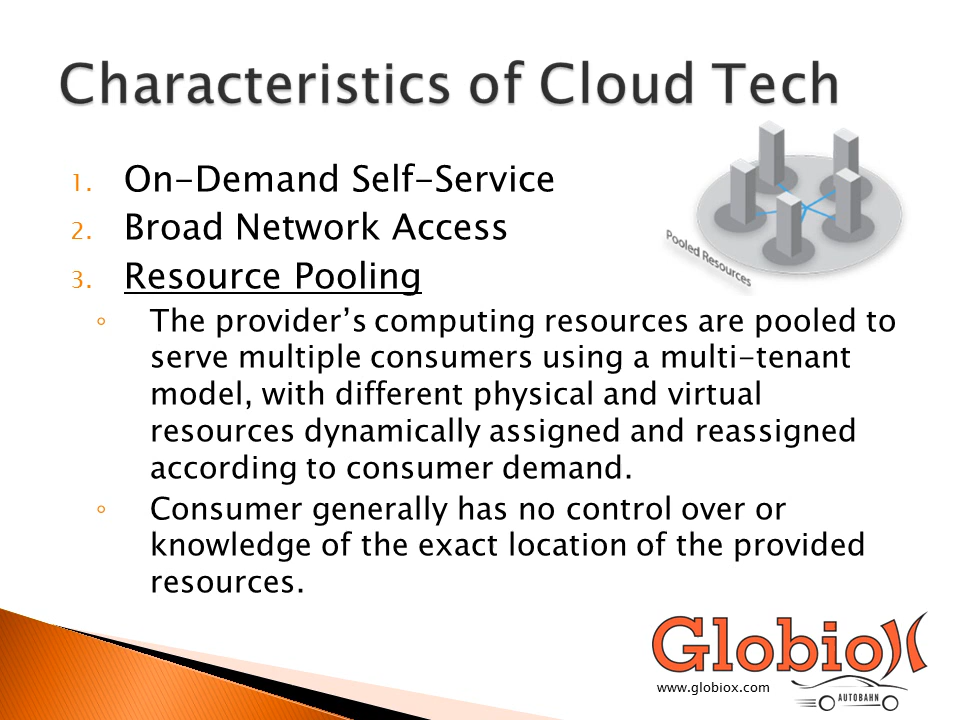 Characteristics of Cloud Tech
1. On-Demand Self-Service
2. Broad Network Access
3. Resource Pooling
Pooled Resources
◦ The provider’s computing resources are pooled to
serve multiple consumers using a multi-tenant
model, with different physical and virtual
resources dynamically assigned and reassigned
according to consumer demand.
◦ Consumer generally has no control over or
knowledge of the exact location of the provided
resources.
Globiox
www.globiox.com
AUTOBAHN